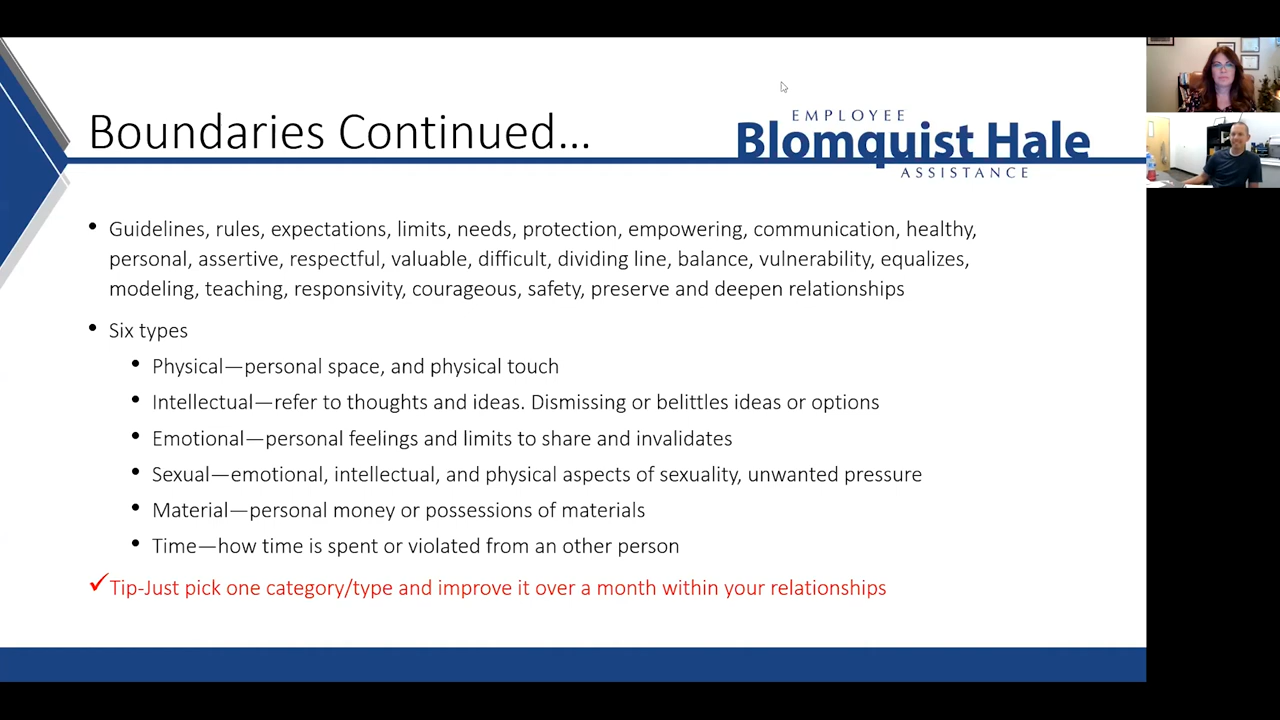 Boundaries Continued...
EMPLOYEE
Blomquist Hale
ASSISTANCE
• Guidelines, rules, expectations, limits, needs, protection, empowering, communication, healthy,
personal, assertive, respectful, valuable, difficult, dividing line, balance, vulnerability, equalizes,
modeling, teaching, responsivity, courageous, safety, preserve and deepen relationships
• Six types
• Physical—personal space, and physical touch
• Intellectual—refer to thoughts and ideas. Dismissing or belittles ideas or options
• Emotional—personal feelings and limits to share and invalidates
• Sexual—emotional, intellectual, and physical aspects of sexuality, unwanted pressure
• Material—personal money or possessions of materials
• Time—how time is spent or violated from an other person
✓Tip-Just pick one category/type and improve it over a month within your relationships